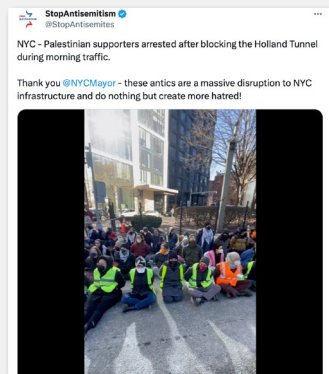 StopAntisemitism
@StopAntisemites
NYC - Palestinian supporters arrested after blocking the Holland Tunnel
during morning traffic.
Thank you @NYCMayor - these antics are a massive disruption to NYC
infrastructure and do nothing but create more hatred!